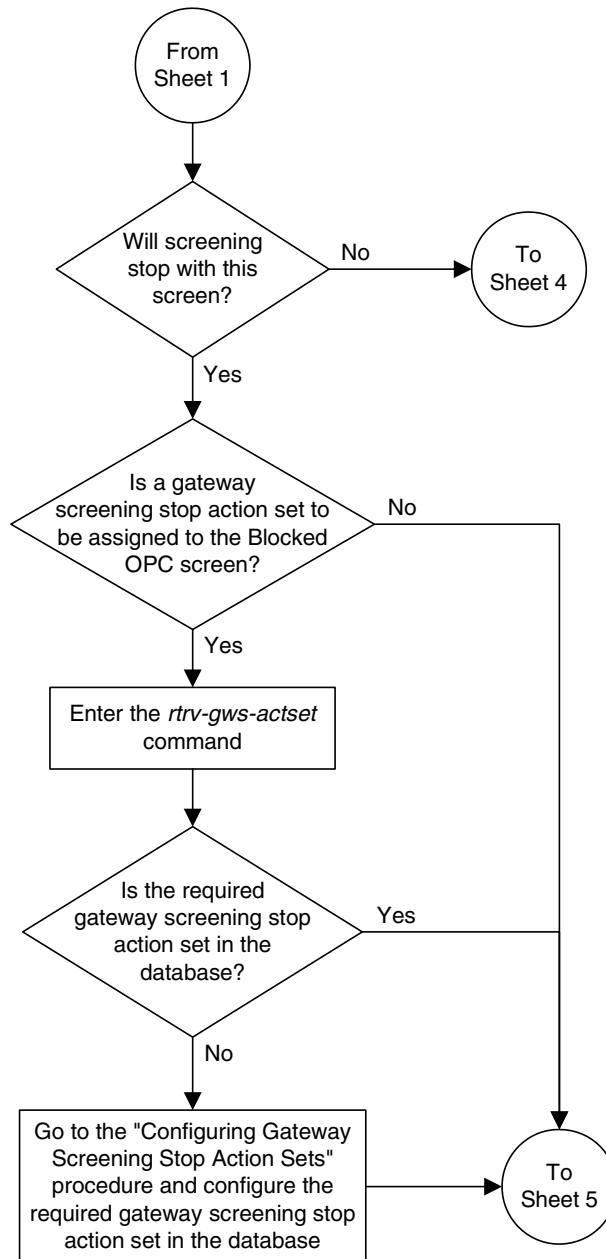 From
Sheet 1
Will screening
stop with this
screen?
No
To
Sheet 4
Yes
Is a gateway
screening stop action set to
be assigned to the Blocked
OPC screen?
No
Yes
Enter the rtrv-gws-actset
command
Is the required
gateway screening stop
action set in the
database?
Yes
No
Go to the "Configuring Gateway
Screening Stop Action Sets"
procedure and configure the
required gateway screening stop
action set in the database
To
Sheet 5